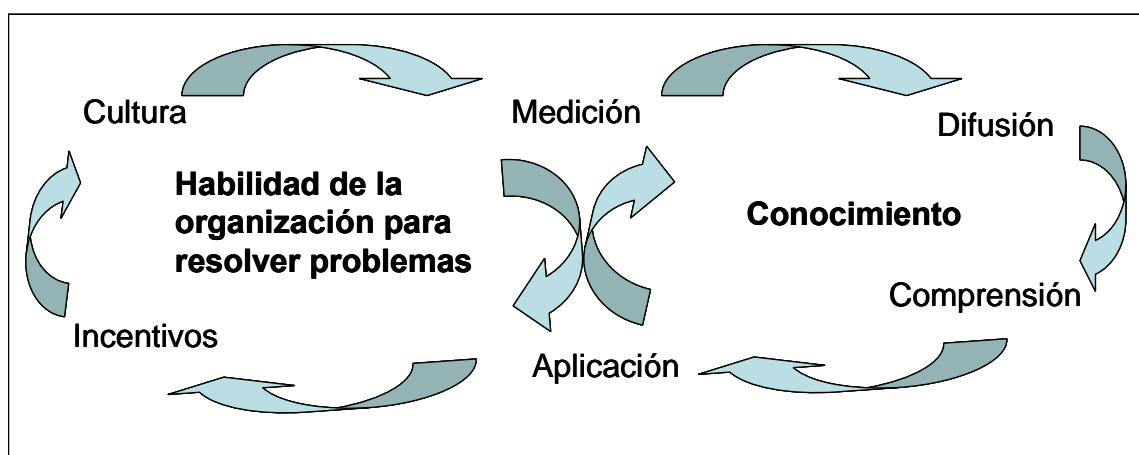 Cultura
Medición
Difusión
Habilidad de la
organización para
resolver problemas
Conocimiento
Comprensión
Incentivos
Aplicación